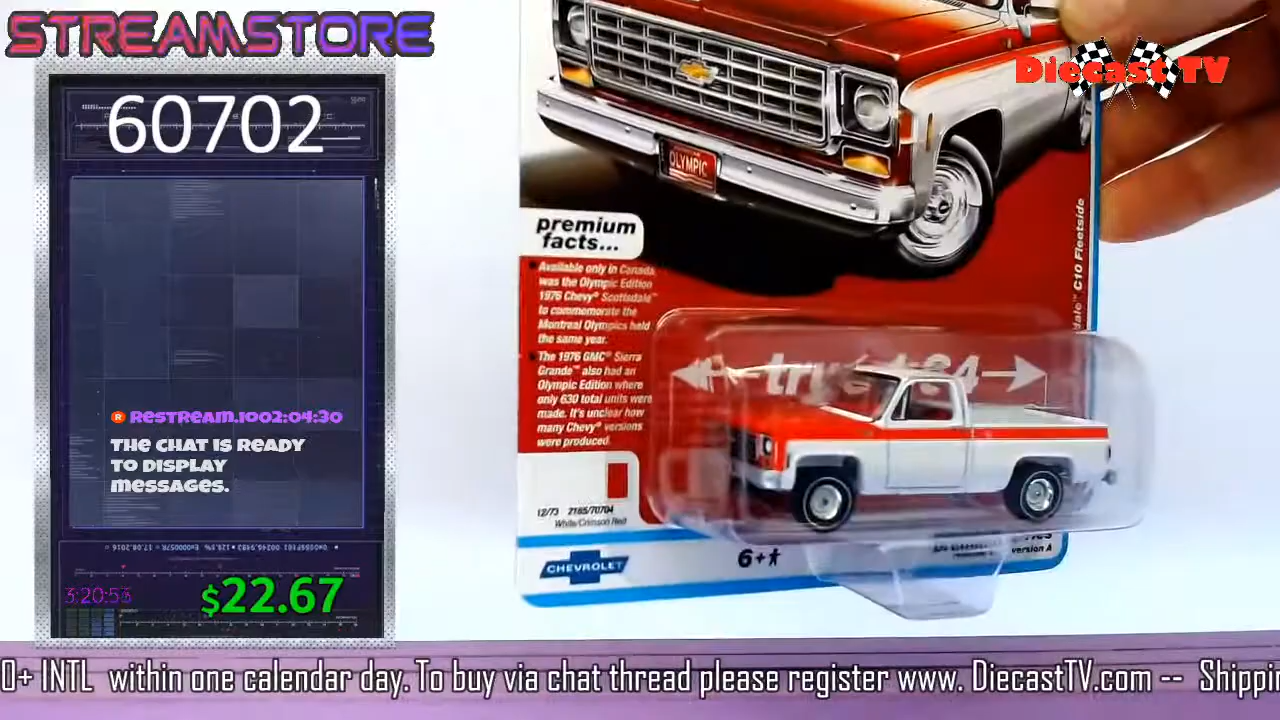 STREAMSTORE
60702
RESTREAM.IO02:04:30
THE CHAT IS READY
TO DISPLAY
MESSAGES.
3:20:53
$22.67
Diecast TV
OLYMPIC
premium
facts...
Available only in Canada
was the Olympic Edition
1976 Chevy® Scottsdale™
to commemorate the
Montreal Olympics held
the same year.
The 1976 GMC® Sierra
Grande™ also had an
Olympic Edition where
only 630 total units were
made. It's unclear how
many Chevy® versions
were produced.
12/73
White/Crimson Red
C10 Fleetside
CHEVROLET
6+
version A
0+ INTL within one calendar day. To buy via chat thread please register www. DiecastTV.com -- Shippin